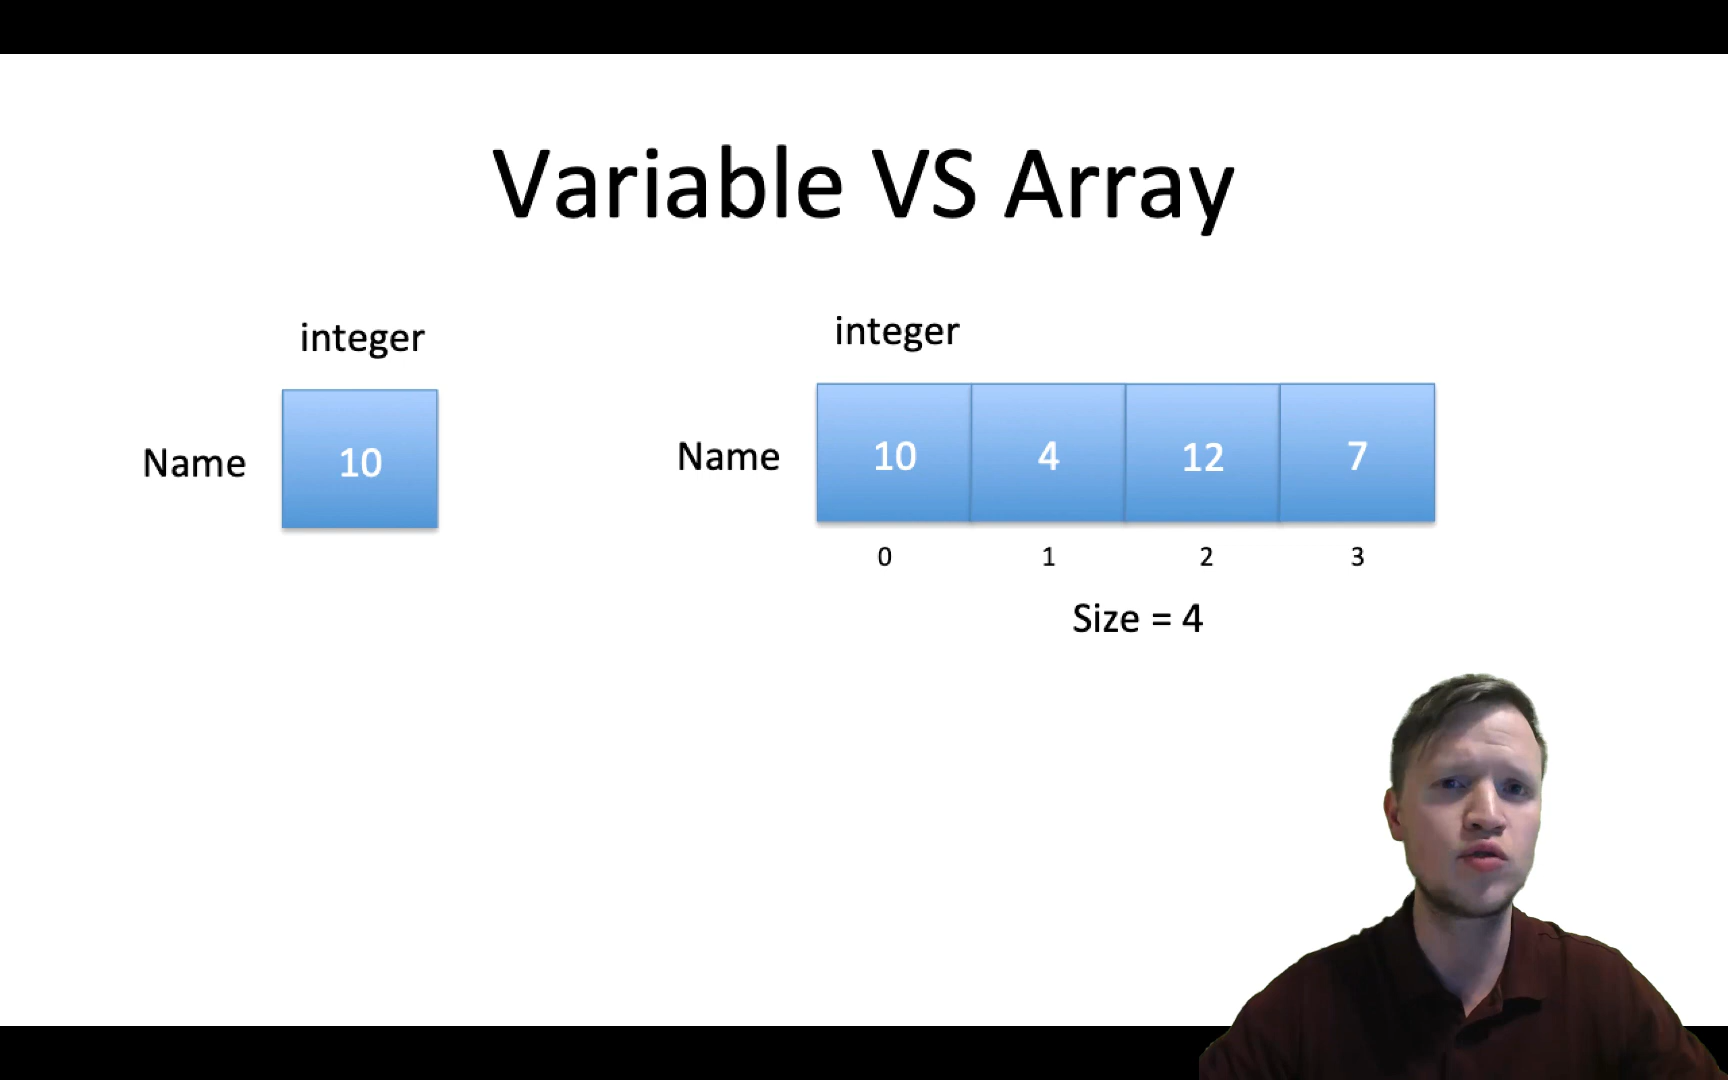 Variable VS Array
integer
Name 10
integer
Name 10 4 12 7
0 1 2 3
Size = 4